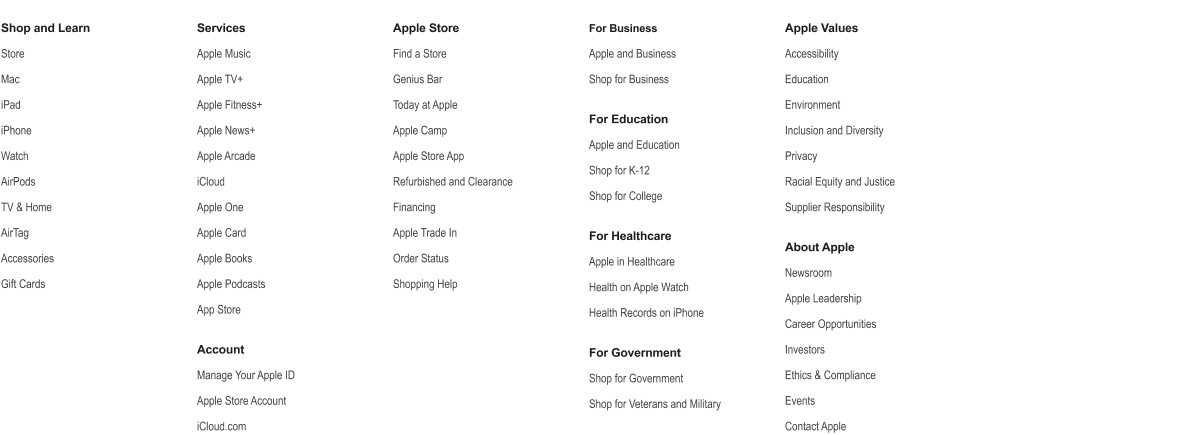 Shop and Learn
Store
Mac
iPad
iPhone
Watch
AirPods
TV & Home
AirTag
Accessories
Gift Cards
Services
Apple Music
Apple TV+
Apple Fitness+
Apple News+
Apple Arcade
iCloud
Apple One
Apple Card
Apple Books
Apple Podcasts
App Store
Account
Manage Your Apple ID
Apple Store Account
iCloud.com
Apple Store
Find a Store
Genius Bar
Today at Apple
Apple Camp
Apple Store App
Refurbished and Clearance
Financing
Apple Trade In
Order Status
Shopping Help
For Business
Apple and Business
Shop for Business
For Education
Apple and Education
Shop for K-12
Shop for College
For Healthcare
Apple in Healthcare
Health on Apple Watch
Health Records on iPhone
For Government
Shop for Government
Shop for Veterans and Military
Apple Values
Accessibility
Education
Environment
Inclusion and Diversity
Privacy
Racial Equity and Justice
Supplier Responsibility
About Apple
Newsroom
Apple Leadership
Career Opportunities
Investors
Ethics & Compliance
Events
Contact Apple